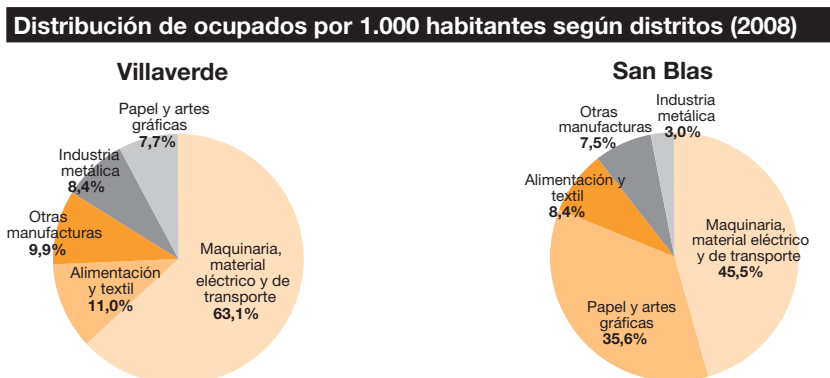 Distribución de ocupados por 1.000 habitantes según distritos (2008)
Villaverde
Papel y artes
gráficas
7,7%
Industria
metálica
8,4%
Otras
manufacturas
9,9%
Alimentación
y textil
11,0%
Maquinaria,
material
eléctrico y de
transporte
63,1%
San Blas
Industria
metálica
3,0%
Otras
manufacturas
7,5%
Alimentación y
textil
8,4%
Maquinaria,
material eléctrico
y de transporte
45,5%
Papel y artes
gráficas
35,6%